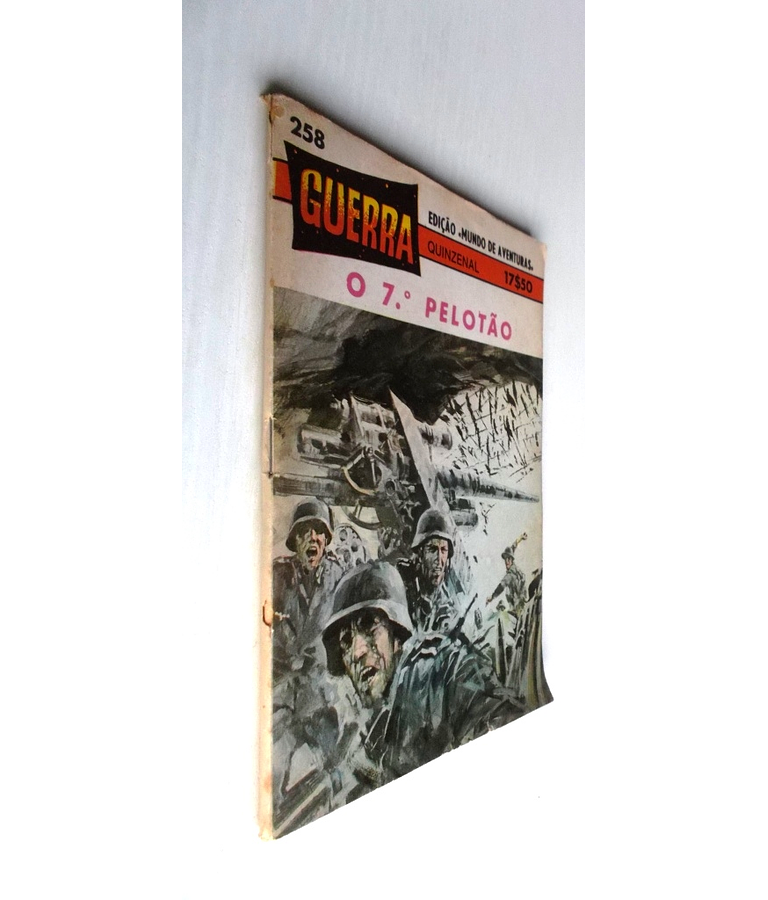 258
GUERRA
EDIÇÃO «MUNDO DE AVENTURAS»
QUINZENAL 17$50
O 7.º PELOTÃO